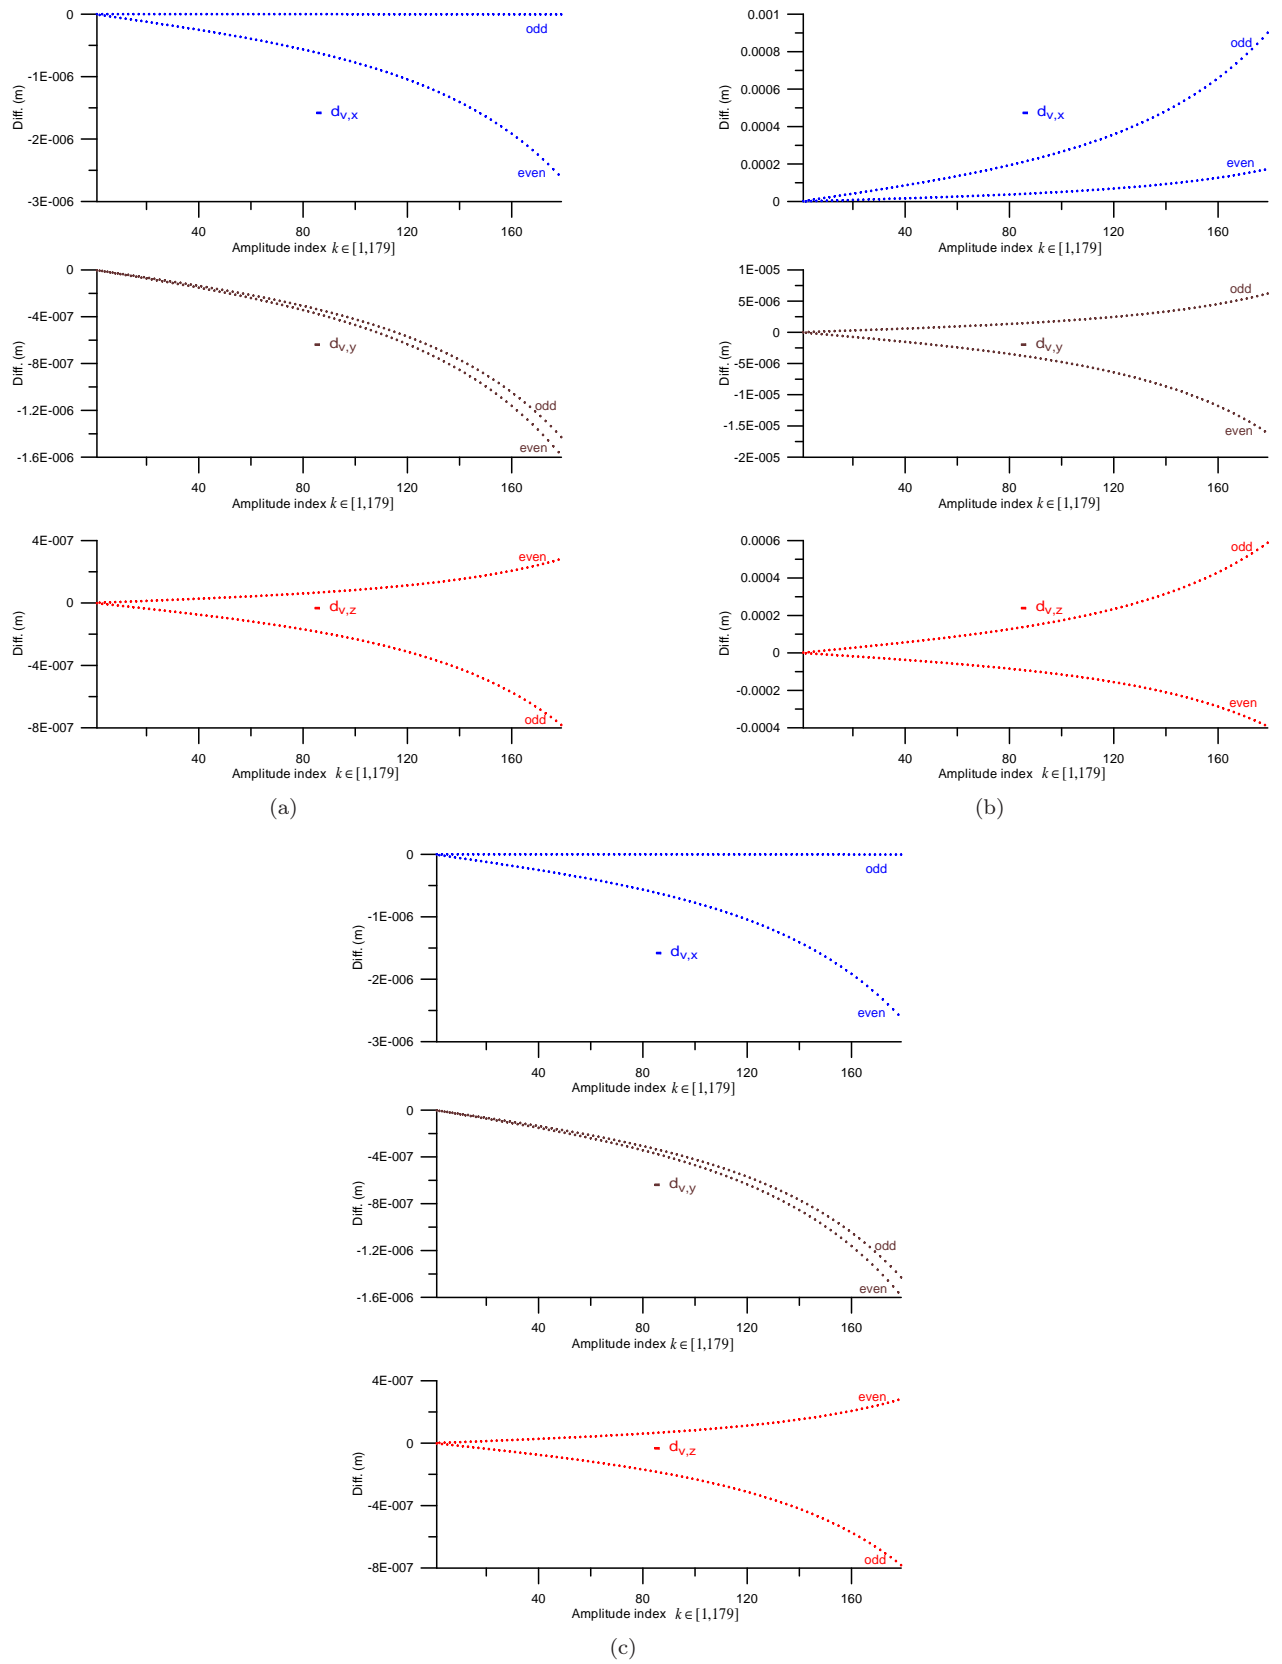 0
-1E-006
-2E-006
-3E-006
Diff. (m)
odd
even
d_{v,x}
40 80 120 160
Amplitude index k∈[1,179]
0
-4E-007
-8E-007
-1.2E-006
-1.6E-006
Diff. (m)
d_{v,y}
odd
even
40 80 120 160
Amplitude index k∈[1,179]
4E-007
0
-4E-007
-8E-007
Diff. (m)
even
d_{v,z}
odd
40 80 120 160
Amplitude index k∈[1,179]
(a)
0.001
0.0008
0.0006
0.0004
0.0002
0
Diff. (m)
odd
d_{v,x}
even
40 80 120 160
Amplitude index k∈[1,179]
1E-005
5E-006
0
-5E-006
-1E-005
-1.5E-005
-2E-005
Diff. (m)
odd
d_{v,y}
even
40 80 120 160
Amplitude index k∈[1,179]
0.0006
0.0004
0.0002
0
-0.0002
-0.0004
Diff. (m)
odd
d_{v,z}
even
40 80 120 160
Amplitude index k∈[1,179]
(b)
0
-1E-006
-2E-006
-3E-006
Diff. (m)
odd
d_{v,x}
even
40 80 120 160
Amplitude index k∈[1,179]
0
-4E-007
-8E-007
-1.2E-006
-1.6E-006
Diff. (m)
d_{v,y}
odd
even
40 80 120 160
Amplitude index k∈[1,179]
4E-007
0
-4E-007
-8E-007
Diff. (m)
even
d_{v,z}
odd
40 80 120 160
Amplitude index k∈[1,179]
(c)